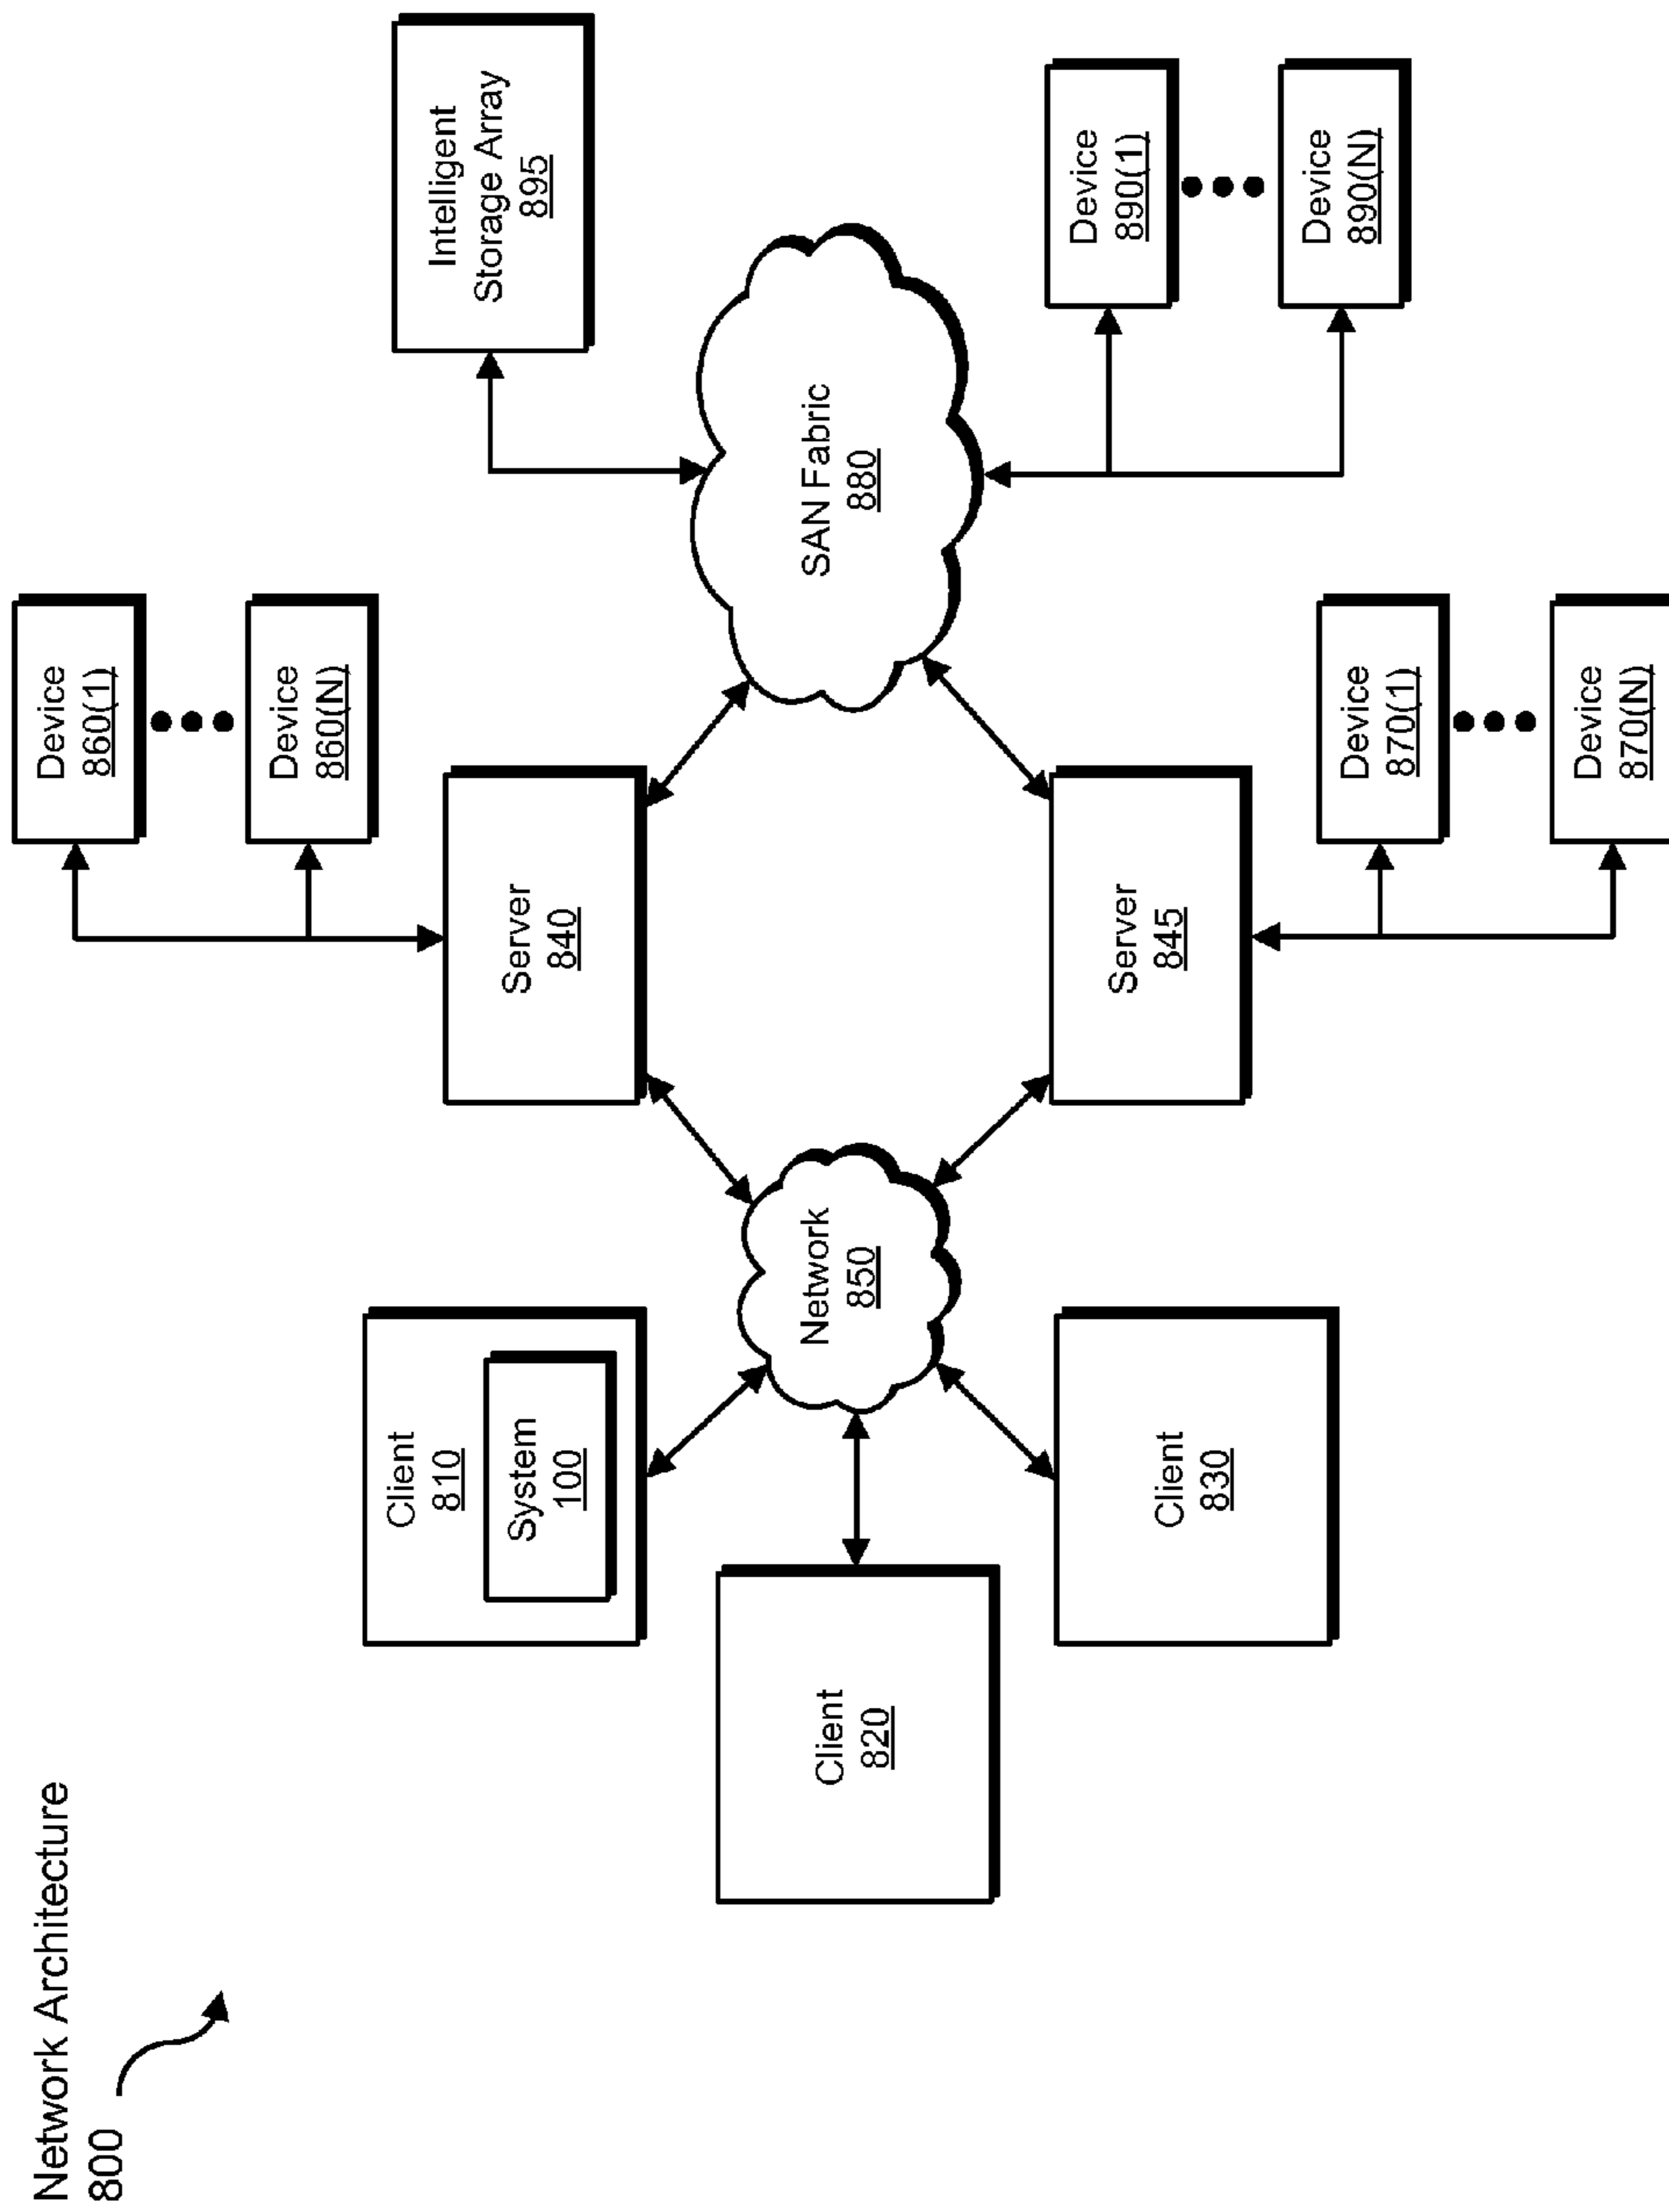 Network Architecture
800
Client
810
System
100
Client
820
Client
830
Network
850
Server
840
Server
845
Device
860(1)
Device
860(N)
Device
870(1)
Device
870(N)
SAN Fabric
880
Intelligent
Storage Array
895
Device
890(1)
Device
890(N)